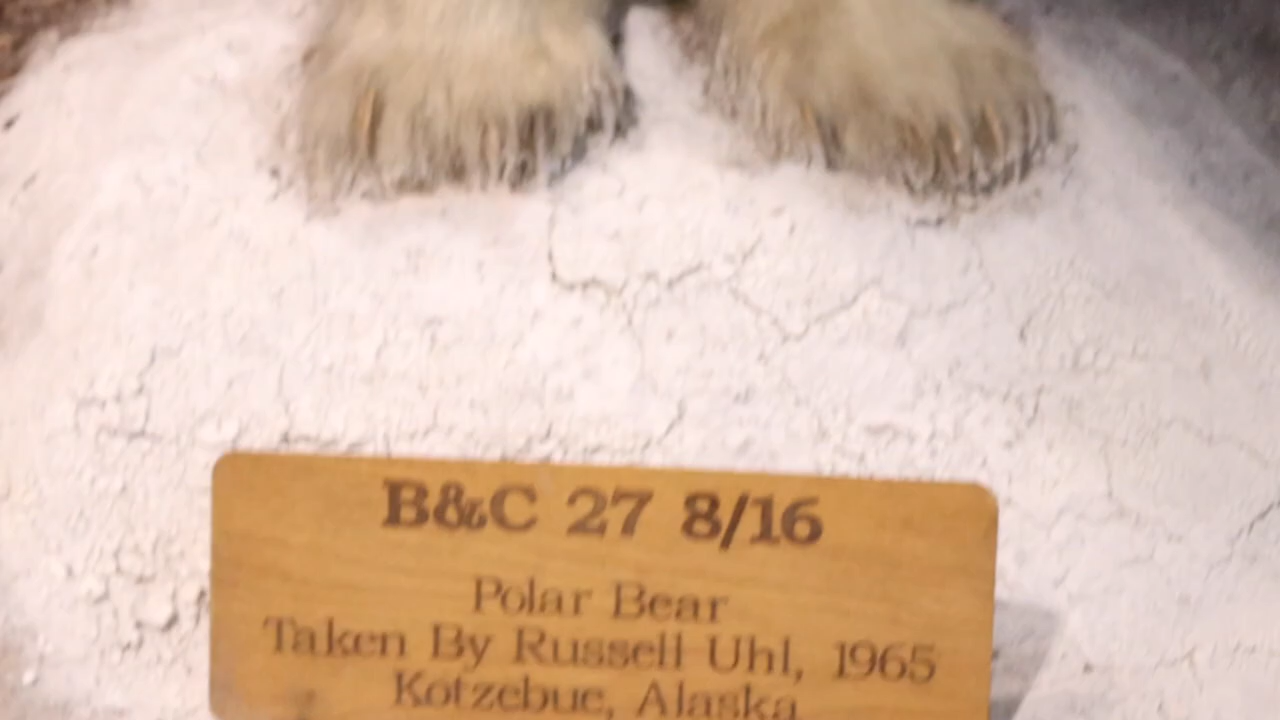 B&C 27 8/16
Polar Bear
Taken By Russell Uhl, 1965
Kotzebue, Alaska